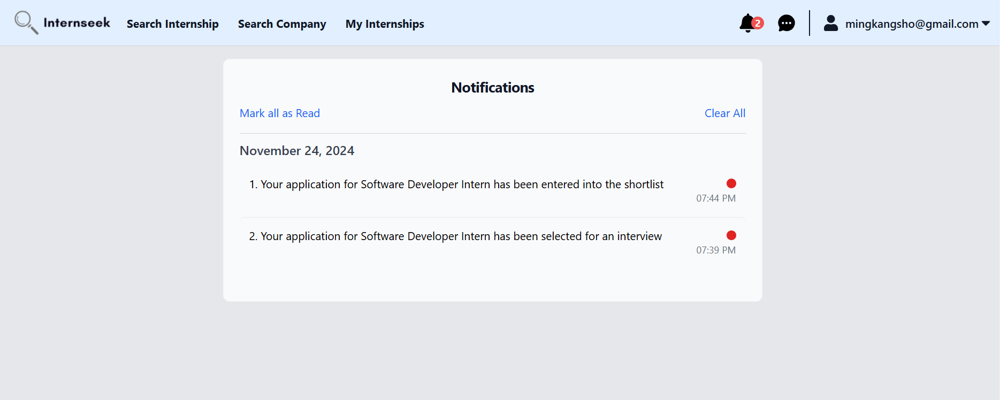 Internseek Search Internship Search Company My Internships 2 mingkangsho@gmail.com
Notifications
Mark all as Read Clear All
November 24, 2024
1. Your application for Software Developer Intern has been entered into the shortlist
07:44 PM
2. Your application for Software Developer Intern has been selected for an interview
07:39 PM